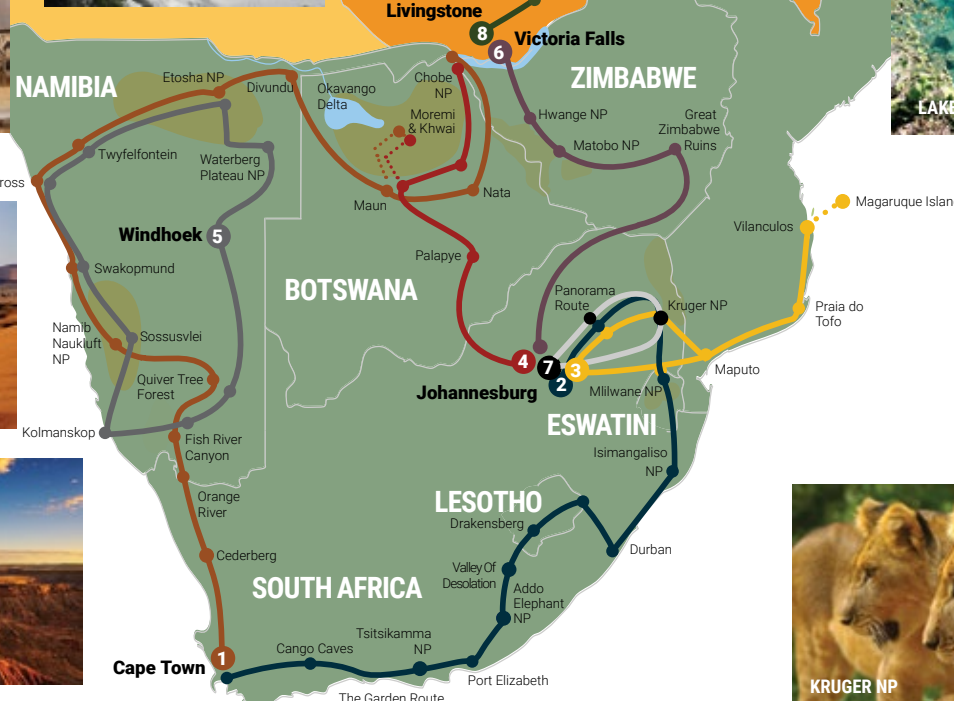 Livingstone
8
6
Victoria Falls
NAMIBIA
Etosha NP
Divundu
Okavango
Delta
Chobe
NP
ZIMBABWE
Moremi
& Khwai
Hwange NP
Great
Zimbabwe
Ruins
Matobo NP
Twyfelfontein
Waterberg
Plateau NP
ross
Maun
Nata
Magaruque Islan
Windhoek
5
Vilanculos
Palapye
Swakopmund
BOTSWANA
Panorama
Route
Kruger NP
Praia do
Tofo
Namib
Naukluft
NP
Sossusvlei
4
7
3
2
Maputo
Quiver Tree
Forest
Johannesburg
Mlilwane NP
ESWATINI
Kolmanskop
Fish River
Canyon
Isimangaliso
NP
Orange
River
LESOTHO
Drakensberg
Cederberg
Durban
Valley Of
Desolation
SOUTH AFRICA
Addo
Elephant
NP
Tsitsikamma
NP
Cango Caves
1
Cape Town
Port Elizabeth
The Garden Route
LAKE
KRUGER NP